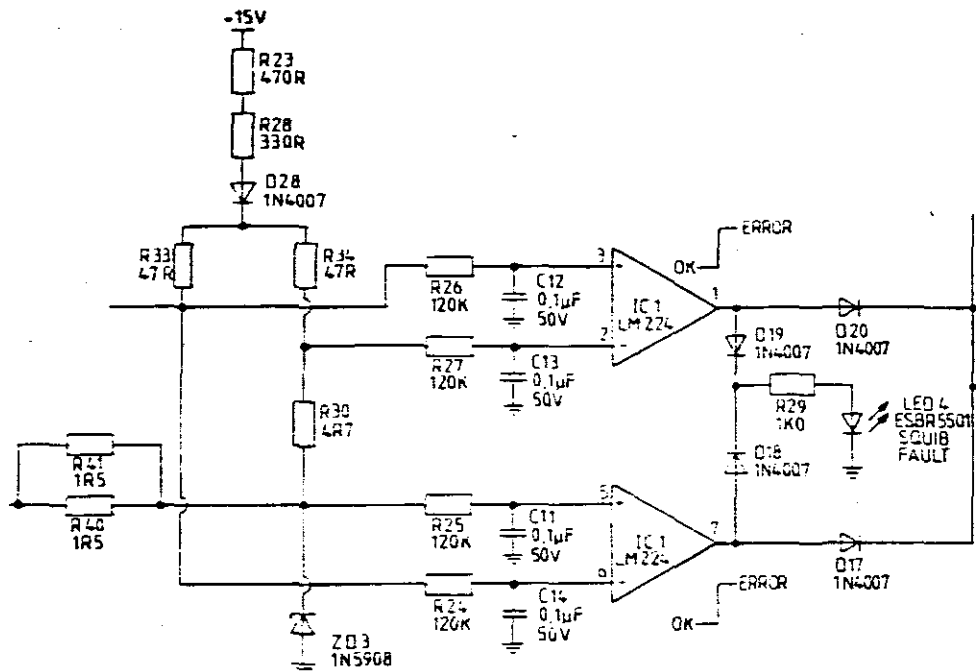 -15V
R23
470R
R28
330R
D28
1N4007
R33
47R
R34
47R
R26
120K
C12
0,1µF
50V
3
ERROR
OK
IC1
LM224
1
2
R27
120K
C13
0,1µF
50V
D19
1N4007
D20
1N4007
R29
1K0
LED 4
ESBR5501
SQUIB
FAULT
R30
4R7
D18
1N4007
R41
1R5
R40
1R5
R25
120K
C11
0,1µF
50V
IC1
LM224
7
D17
1N4007
R24
120K
C14
0,1µF
50V
ERROR
OK
ZD3
1N5908